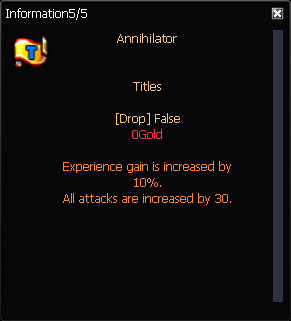 Information5/5
Annihilator
T
Titles
[Drop] False
0Gold
Experience gain is increased by
10%.
All attacks are increased by 30.